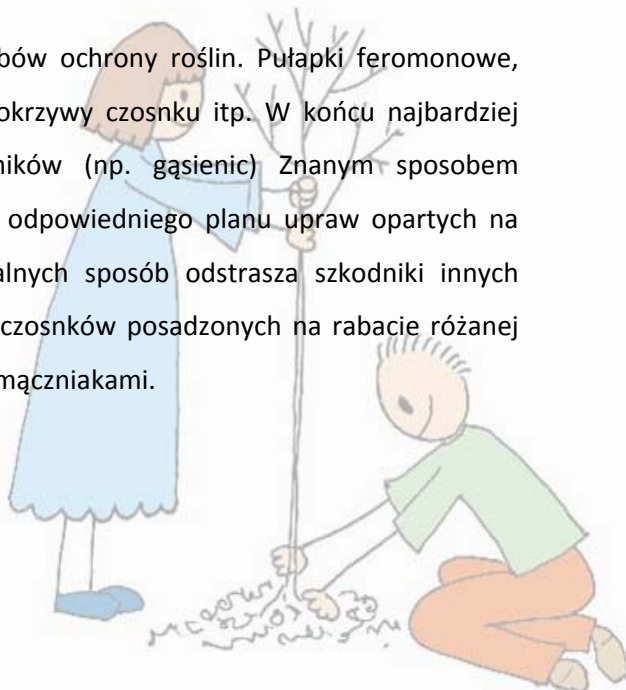 bów ochrony roślin. Pułapki feromonowe,
okrzywy czosnku itp. W końcu najbardziej
ników (np. gąsienic) Znanym sposobem
odpowiedniego planu upraw opartych na
alnych sposób odstrasza szkodniki innych
czosnków posadzonych na rabacie różanej
mączniakami.